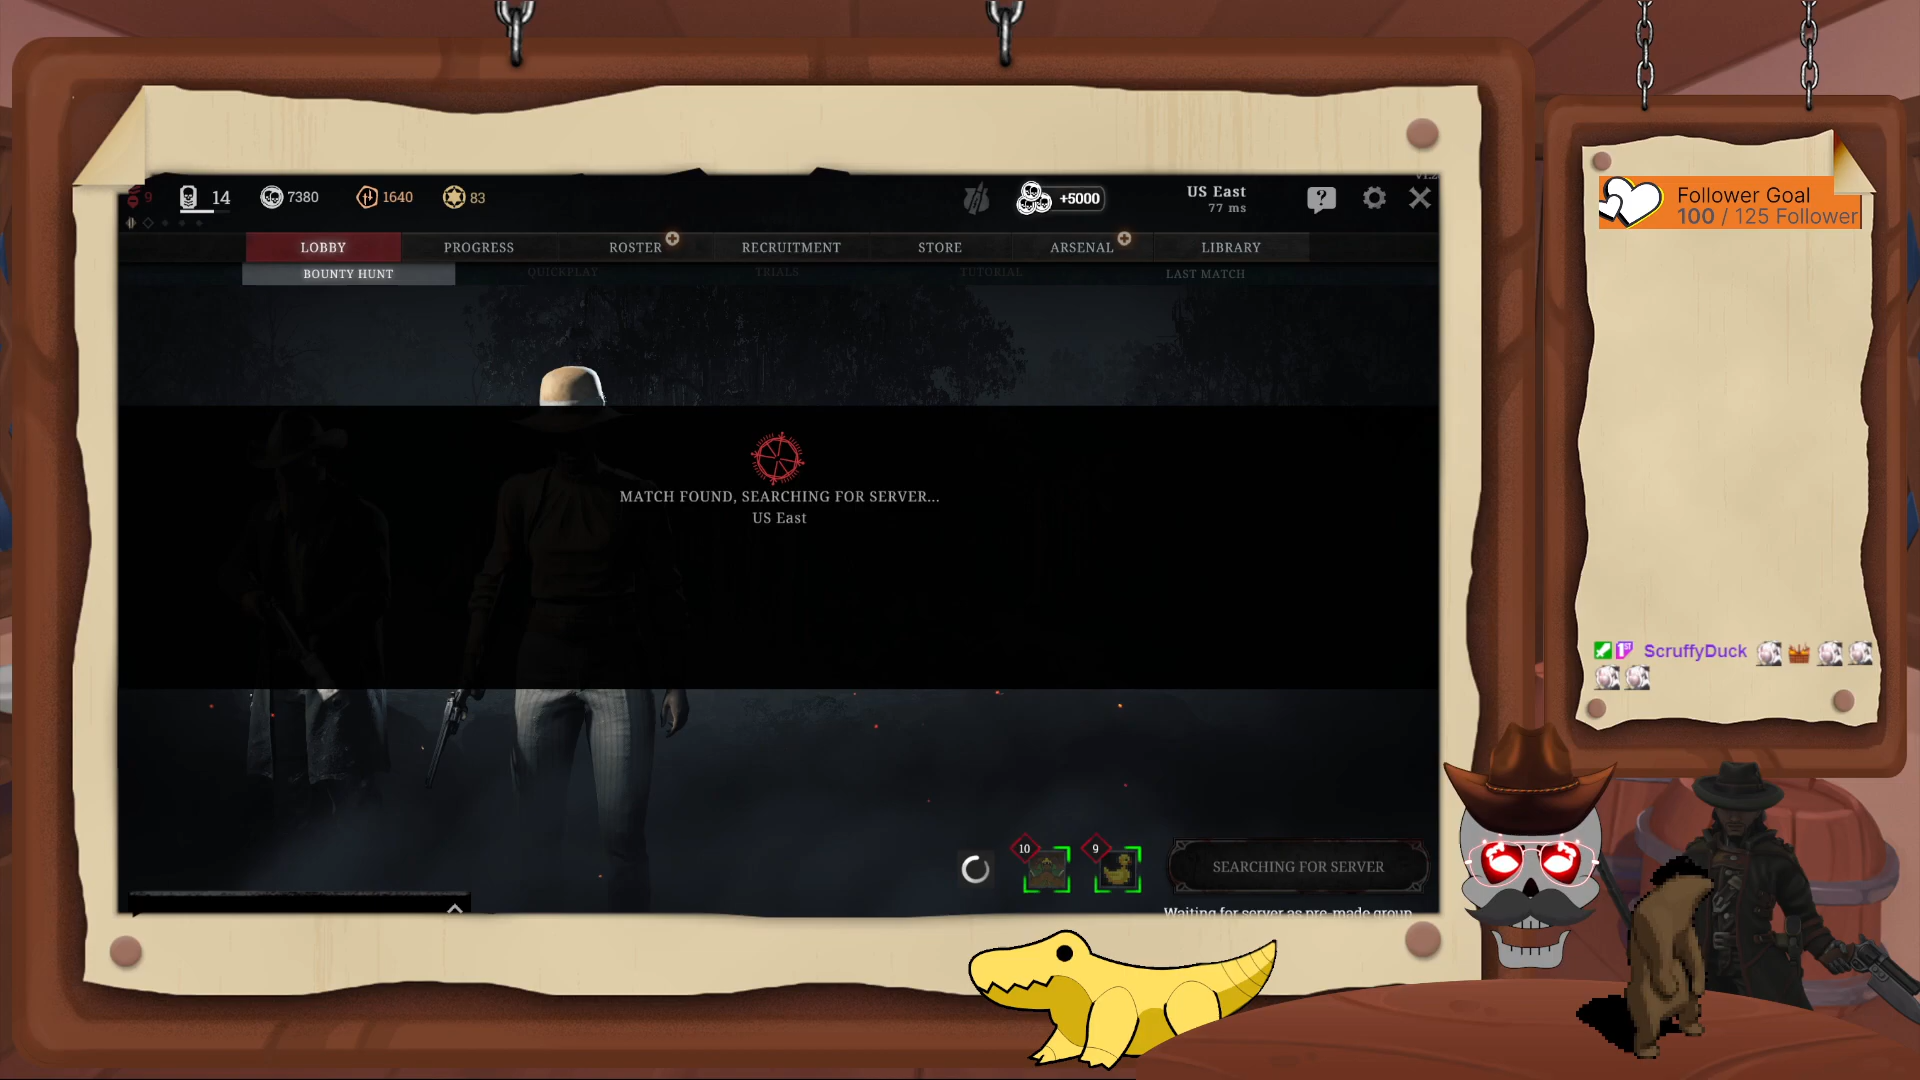 9 14 7380 1640 83 +5000 US East
77 ms
LOBBY PROGRESS ROSTER RECRUITMENT STORE ARSENAL LIBRARY
BOUNTY HUNT QUICKPLAY TRIALS TUTORIAL LAST MATCH
MATCH FOUND, SEARCHING FOR SERVER...
US East
10 9 SEARCHING FOR SERVER
Waiting for server as pre-made group
Follower Goal
100 / 125 Follower
ScruffyDuck